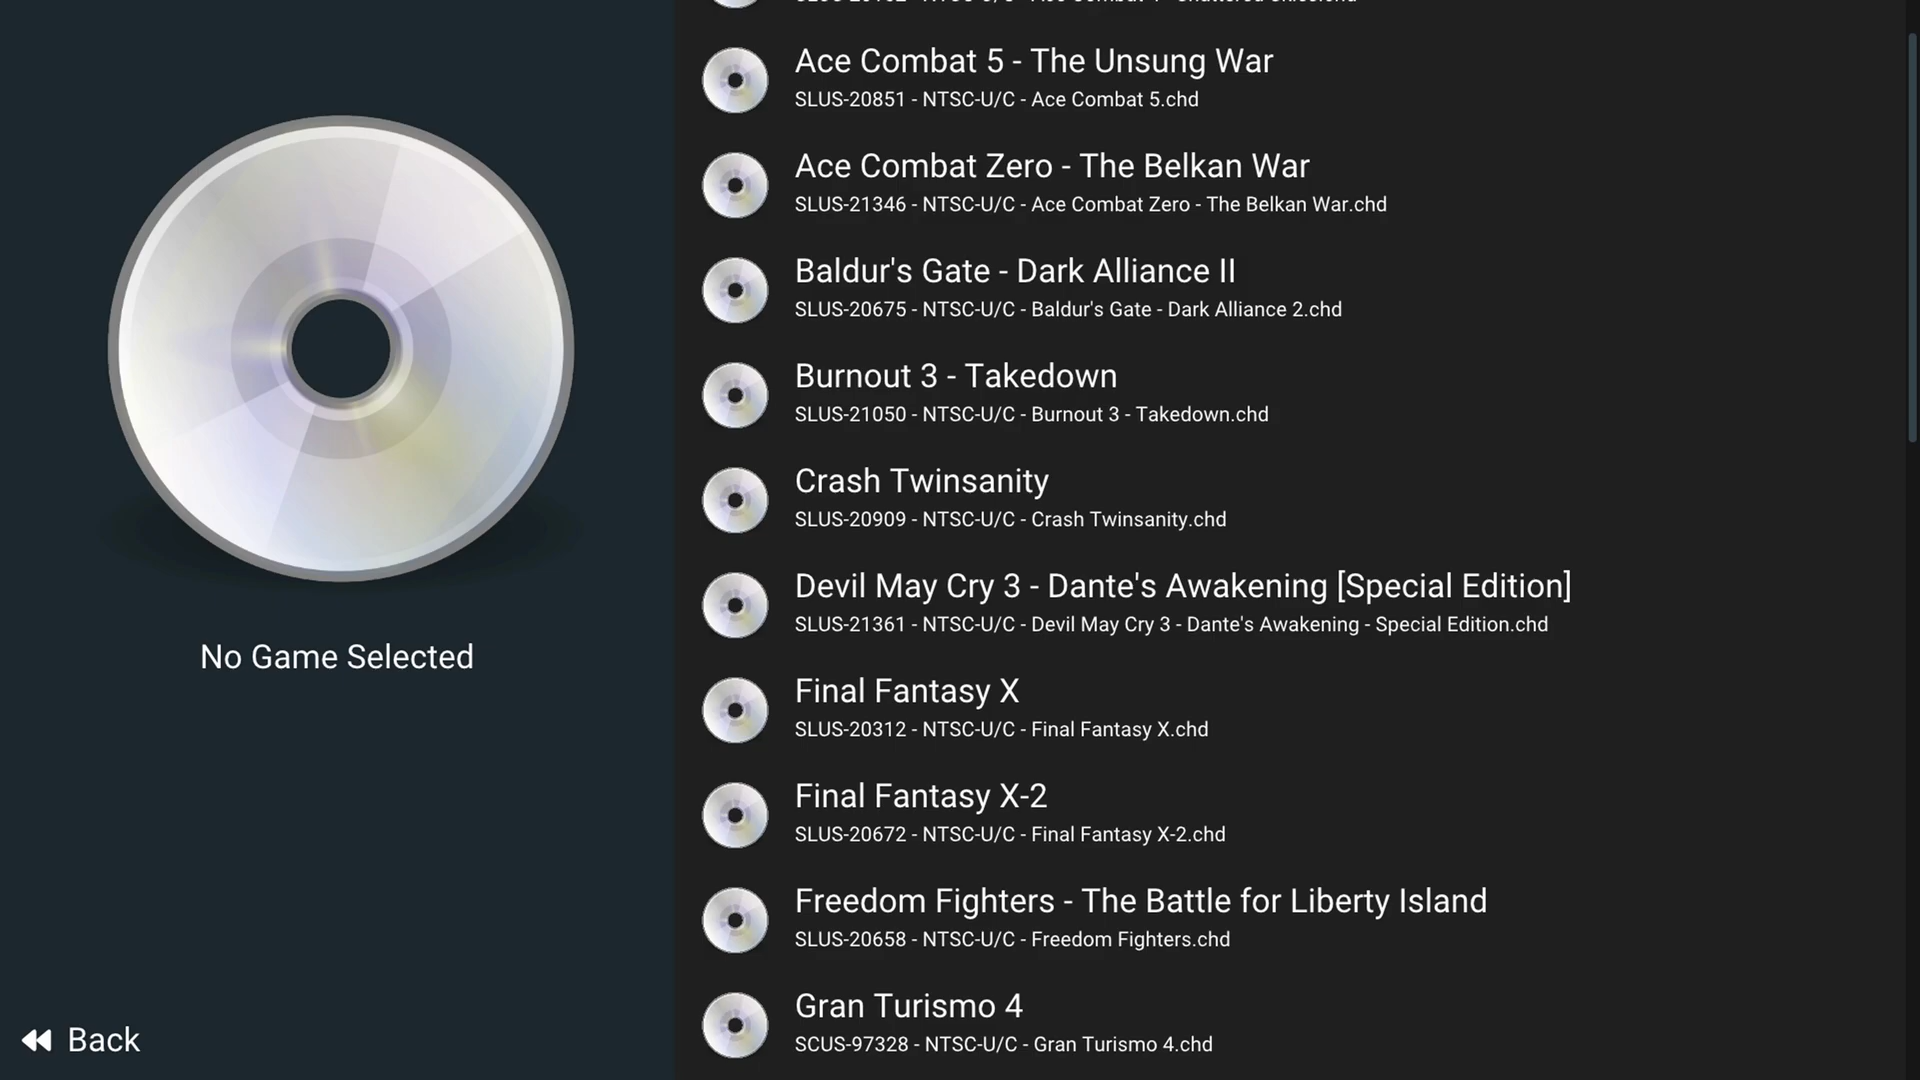 Ace Combat 5 - The Unsung War
SLUS-20851 - NTSC-U/C - Ace Combat 5.chd
Ace Combat Zero - The Belkan War
SLUS-21346 - NTSC-U/C - Ace Combat Zero - The Belkan War.chd
Baldur's Gate - Dark Alliance II
SLUS-20675 - NTSC-U/C - Baldur's Gate - Dark Alliance 2.chd
Burnout 3 - Takedown
SLUS-21050 - NTSC-U/C - Burnout 3 - Takedown.chd
Crash Twinsanity
SLUS-20909 - NTSC-U/C - Crash Twinsanity.chd
Devil May Cry 3 - Dante's Awakening [Special Edition]
SLUS-21361 - NTSC-U/C - Devil May Cry 3 - Dante's Awakening - Special Edition.chd
Final Fantasy X
SLUS-20312 - NTSC-U/C - Final Fantasy X.chd
Final Fantasy X-2
SLUS-20672 - NTSC-U/C - Final Fantasy X-2.chd
Freedom Fighters - The Battle for Liberty Island
SLUS-20658 - NTSC-U/C - Freedom Fighters.chd
Gran Turismo 4
SCUS-97328 - NTSC-U/C - Gran Turismo 4.chd
No Game Selected
Back